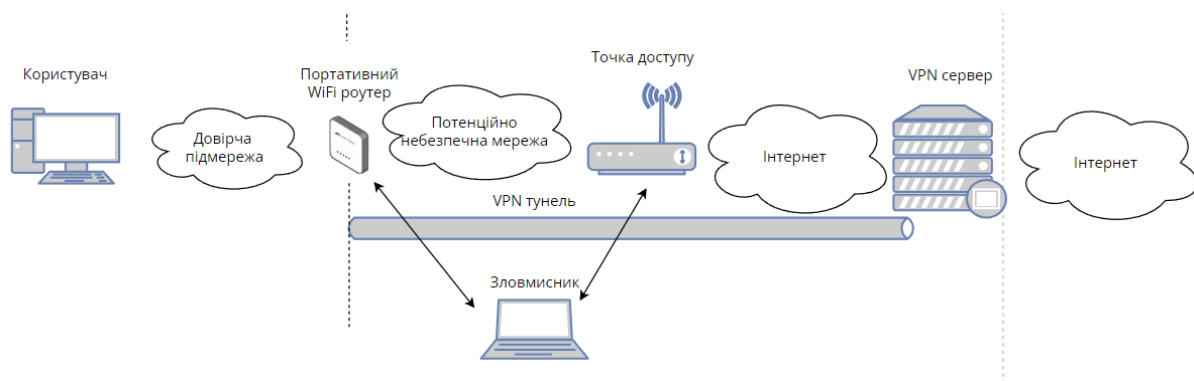 Користувач
Портативний
WiFi роутер
Точка доступу
VPN сервер
Довірча
підмережа
Потенційно
небезпечна мережа
Інтернет
Інтернет
VPN тунель
Зловмисник